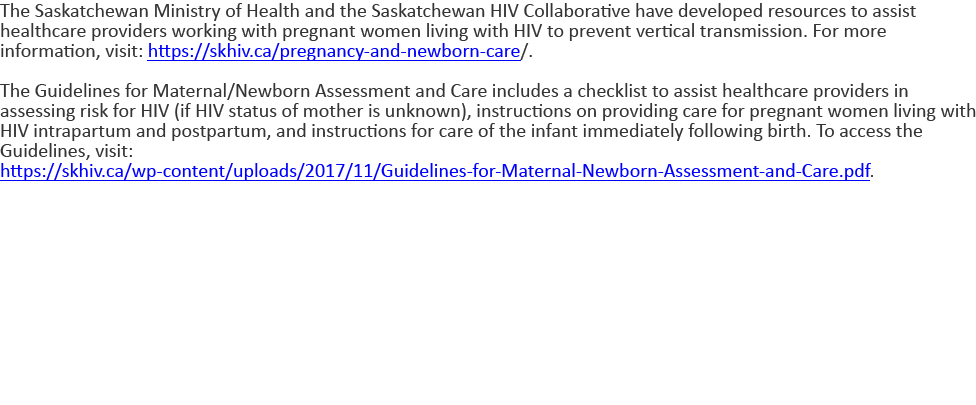 The Saskatchewan Ministry of Health and the Saskatchewan HIV Collaborative have developed resources to assist
healthcare providers working with pregnant women living with HIV to prevent vertical transmission. For more
information, visit: https://skhiv.ca/pregnancy-and-newborn-care/.
The Guidelines for Maternal/Newborn Assessment and Care includes a checklist to assist healthcare providers in
assessing risk for HIV (if HIV status of mother is unknown), instructions on providing care for pregnant women living with
HIV intrapartum and postpartum, and instructions for care of the infant immediately following birth. To access the
Guidelines, visit:
https://skhiv.ca/wp-content/uploads/2017/11/Guidelines-for-Maternal-Newborn-Assessment-and-Care.pdf.